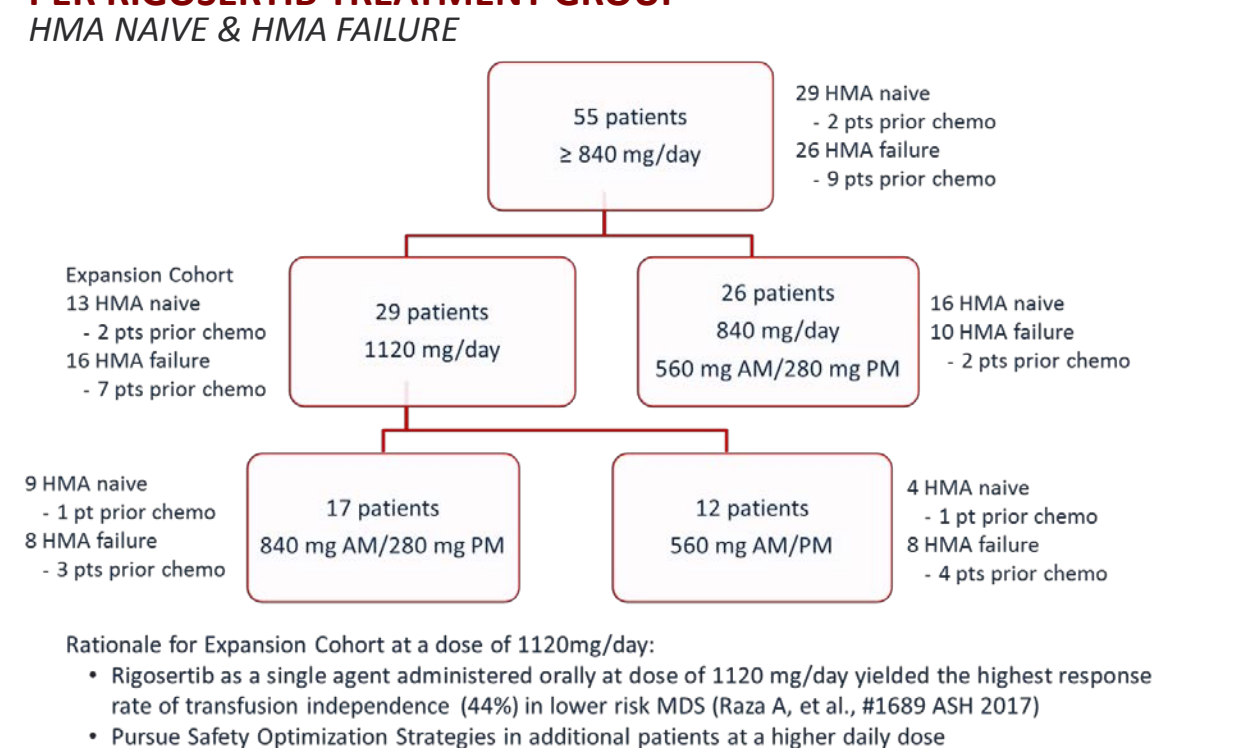 PER RIGOSERTIB TREATMENT GROUP
HMA NAIVE & HMA FAILURE
55 patients
≥ 840 mg/day
29 HMA naive
- 2 pts prior chemo
26 HMA failure
- 9 pts prior chemo
Expansion Cohort
13 HMA naive
- 2 pts prior chemo
16 HMA failure
- 7 pts prior chemo
29 patients
1120 mg/day
26 patients
840 mg/day
560 mg AM/280 mg PM
16 HMA naive
10 HMA failure
- 2 pts prior chemo
9 HMA naive
- 1 pt prior chemo
8 HMA failure
- 3 pts prior chemo
17 patients
840 mg AM/280 mg PM
12 patients
560 mg AM/PM
4 HMA naive
- 1 pt prior chemo
8 HMA failure
- 4 pts prior chemo
Rationale for Expansion Cohort at a dose of 1120mg/day:
• Rigosertib as a single agent administered orally at dose of 1120 mg/day yielded the highest response
rate of transfusion independence (44%) in lower risk MDS (Raza A, et al., #1689 ASH 2017)
• Pursue Safety Optimization Strategies in additional patients at a higher daily dose